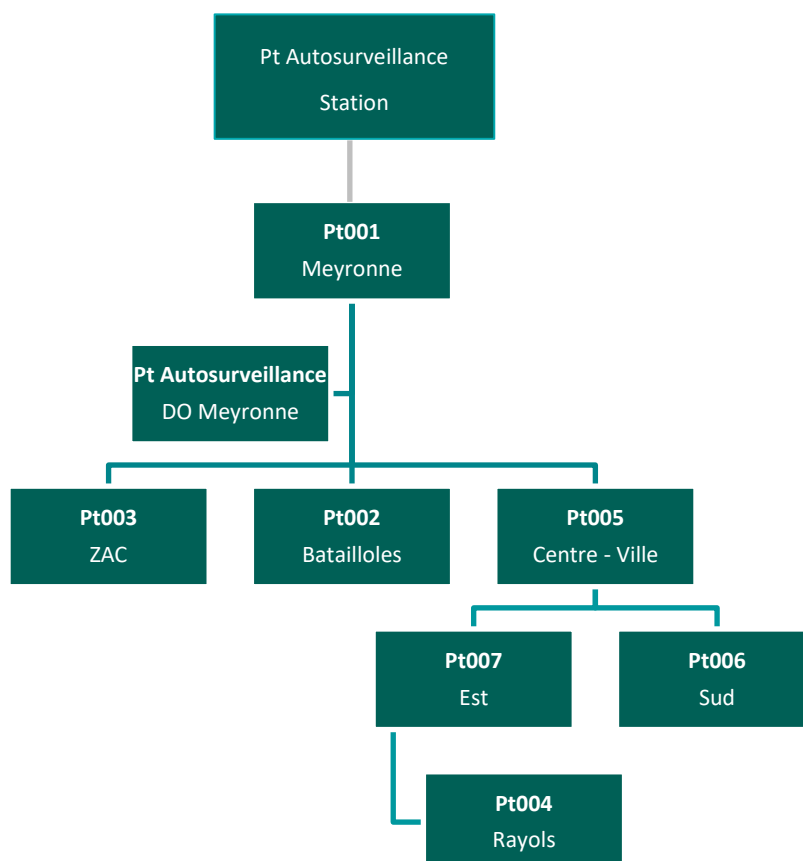 Pt Autosurveillance
Station
Pt001
Meyronne
Pt Autosurveillance
DO Meyronne
Pt003
ZAC
Pt002
Batailloles
Pt005
Centre - Ville
Pt007
Est
Pt006
Sud
Pt004
Rayols